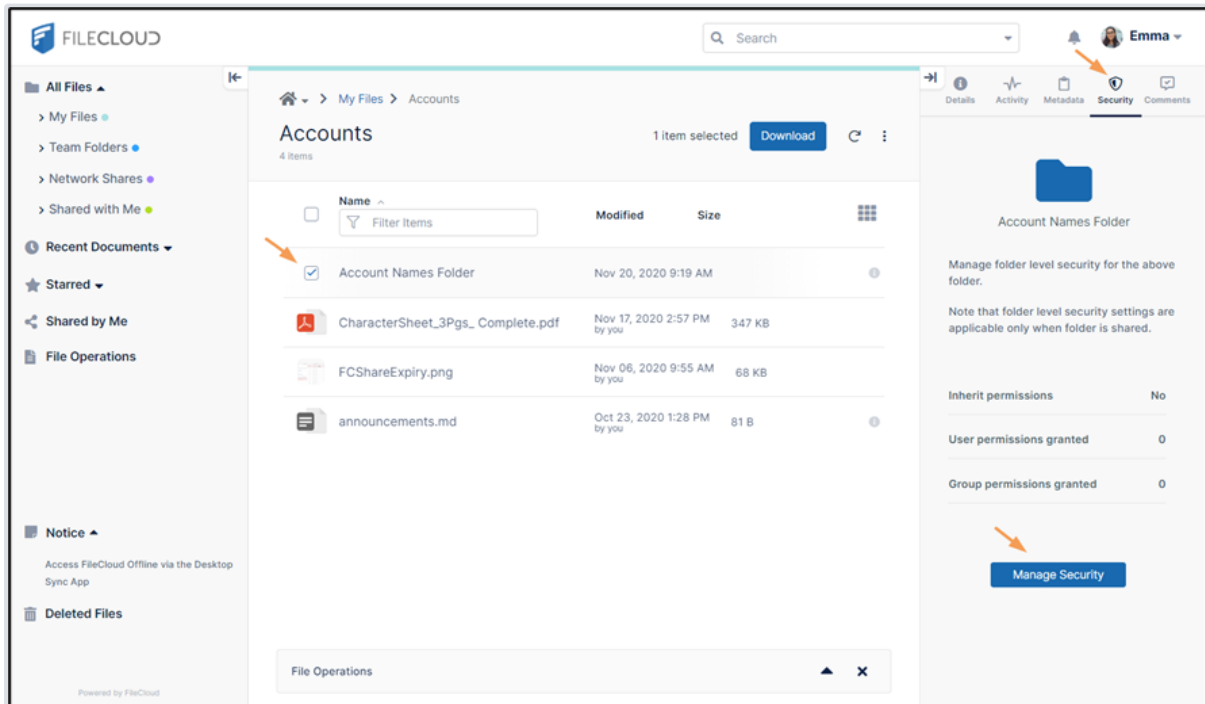 FILECLOUD
Search
Emma
All Files
My Files
Team Folders
Network Shares
Shared with Me
Recent Documents
Starred
Shared by Me
File Operations
Notice
Access FileCloud Offline via the Desktop
Sync App
Deleted Files
Powered by FileCloud
My Files > Accounts
Accounts
4 items
1 item selected
Download
Name
Filter Items
Modified
Size
Account Names Folder Nov 20, 2020 9:19 AM
CharacterSheet_3Pgs_ Complete.pdf Nov 17, 2020 2:57 PM 347 KB
by you
FCShareExpiry.png Nov 06, 2020 9:55 AM 68 KB
by you
announcements.md Oct 23, 2020 1:28 PM 81 B
by you
File Operations
Details Activity Metadata Security Comments
Account Names Folder
Manage folder level security for the above
folder.
Note that folder level security settings are
applicable only when folder is shared.
Inherit permissions No
User permissions granted 0
Group permissions granted 0
Manage Security